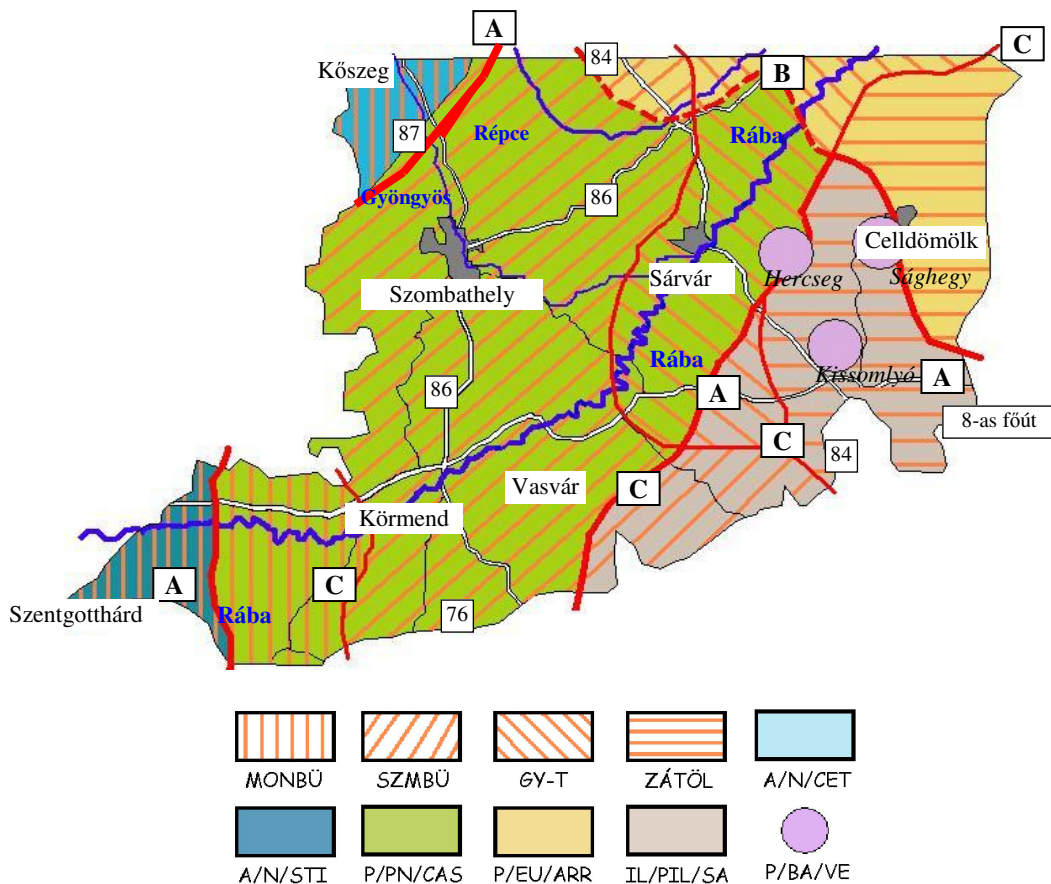 A
C
84
Kőszeg
B
87
Répce
Rába
Gyöngyös
86
Celldömölk
Hercseg
Sághegy
Szombathely
Sárvár
Rába
Kissomlyó
A
86
A
8-as főút
C
84
C
Vasvár
Körmend
A
C
Szentgotthárd
Rába
76
MONBÜ
SZMBÜ
GY-T
ZÁTÖL
A/N/CET
A/N/STI
P/PN/CAS
P/EU/ARR
IL/PIL/SA
P/BA/VE